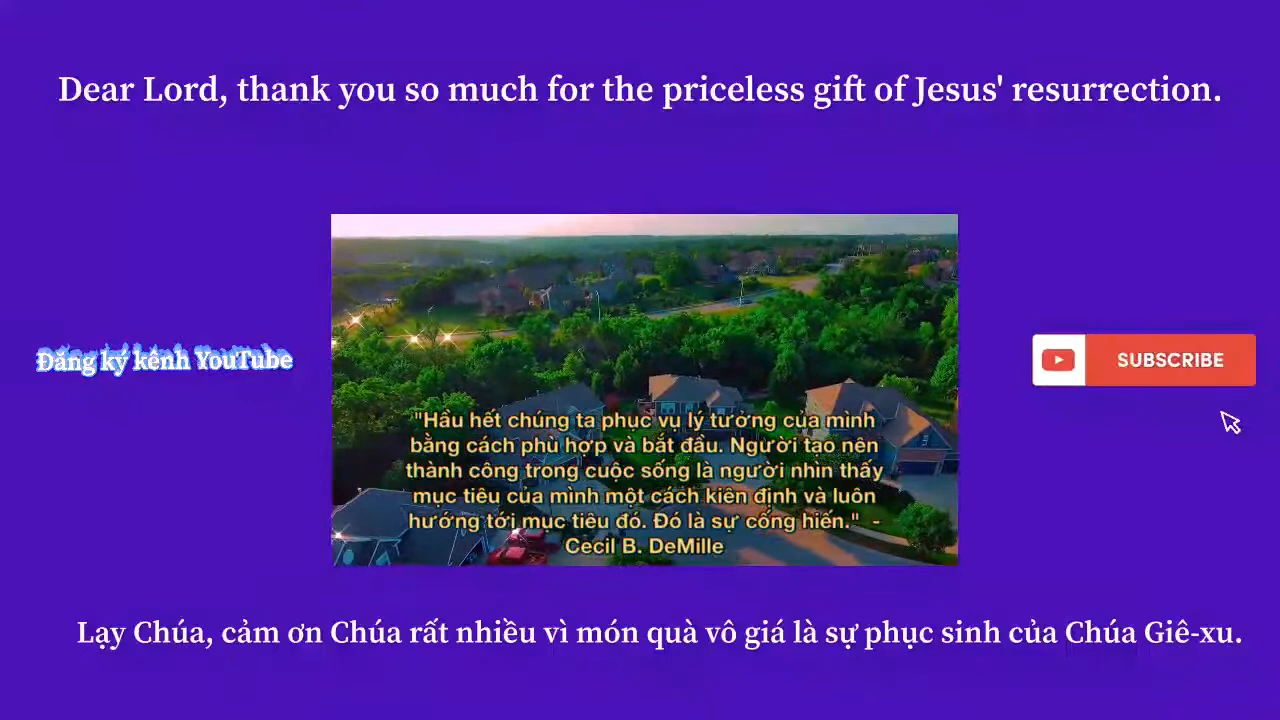 Dear Lord, thank you so much for the priceless gift of Jesus' resurrection.
Đăng ký kênh YouTube
SUBSCRIBE
"Hầu hết chúng ta phục vụ lý tưởng của mình
bằng cách phù hợp và bắt đầu. Người tạo nên
thành công trong cuộc sống là người nhìn thấy
mục tiêu của mình một cách kiên định và luôn
hướng tới mục tiêu đó. Đó là sự cống hiến." -
Cecil B. DeMille
Lạy Chúa, cảm ơn Chúa rất nhiều vì món quà vô giá là sự phục sinh của Chúa Giê-xu.